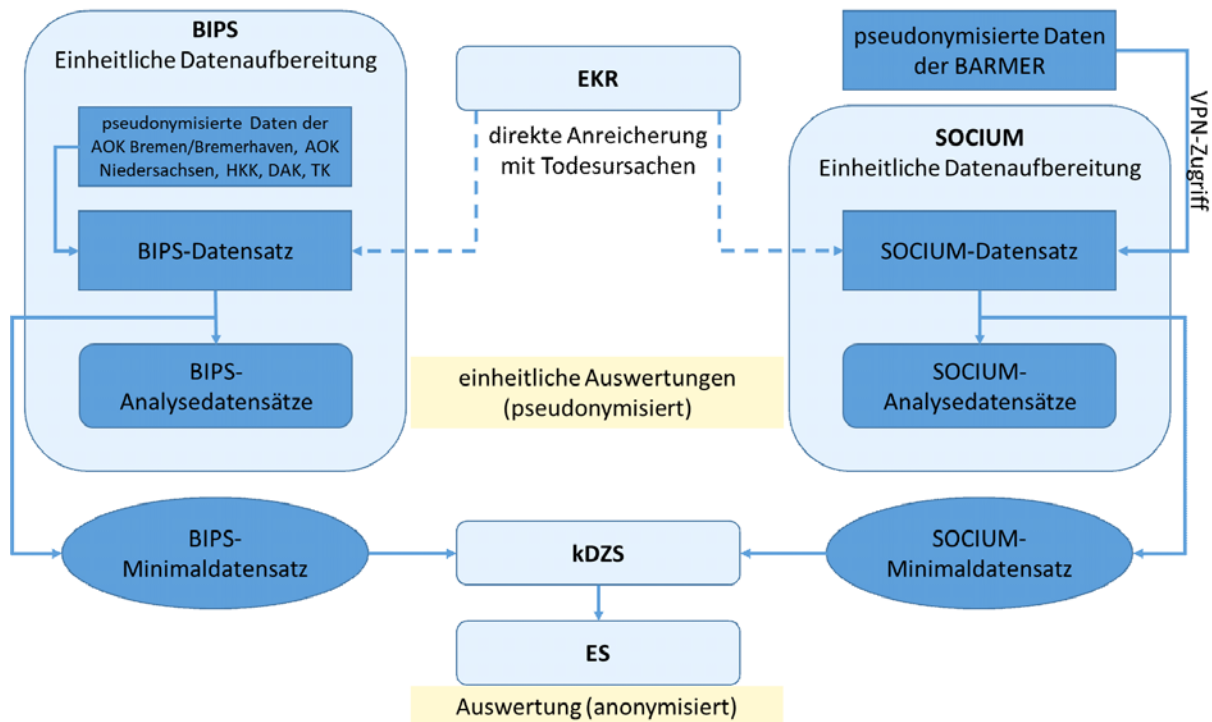 BIPS
Einheitliche Datenaufbereitung
pseudonymisierte Daten der
AOK Bremen/Bremerhaven, AOK
Niedersachsen, HKK, DAK, TK
BIPS-Datensatz
BIPS-
Analysedatensätze
EKR
direkte Anreicherung
mit Todesursachen
pseudonymisierte Daten
der BARMER
VPN-Zugriff
SOCIUM
Einheitliche Datenaufbereitung
SOCIUM-Datensatz
SOCIUM-
Analysedatensätze
einheitliche Auswertungen
(pseudonymisiert)
BIPS-
Minimaldatensatz
kDZS
SOCIUM-
Minimaldatensatz
ES
Auswertung (anonymisiert)